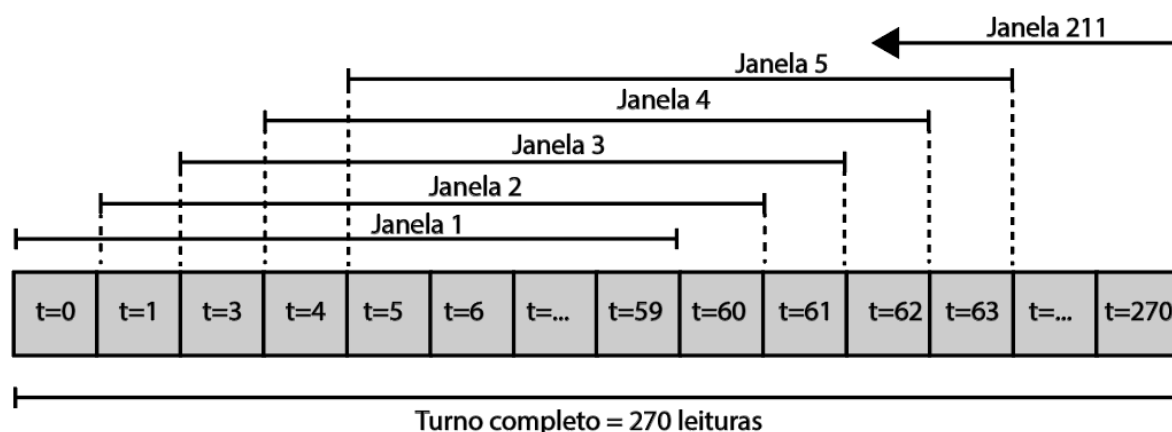 Janela 211
Janela 5
Janela 4
Janela 3
Janela 2
Janela 1
t=0 t=1 t=3 t=4 t=5 t=6 t=... t=59 t=60 t=61 t=62 t=63 t=... t=270
Turno completo = 270 leituras